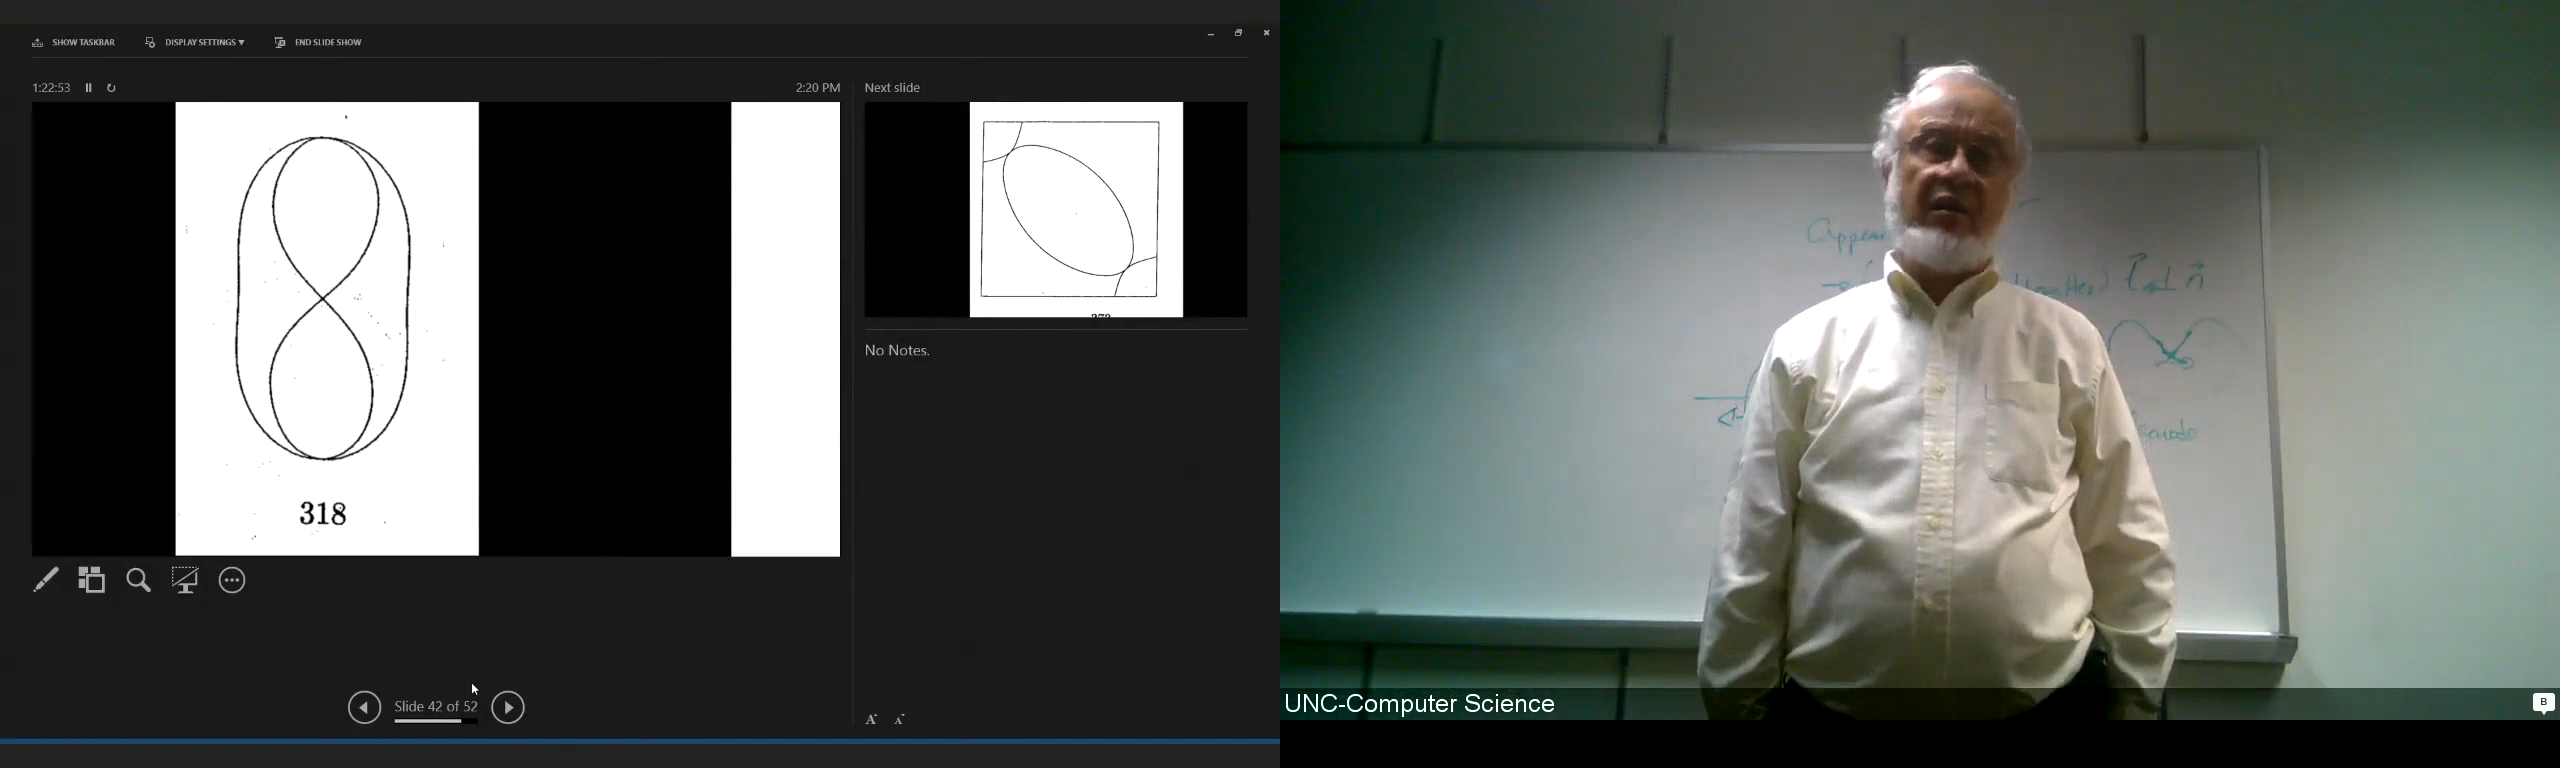 SHOW TASKBAR DISPLAY SETTINGS ▼ END SLIDE SHOW
1:22:53
2:20 PM
318
Slide 42 of 52
Next slide
No Notes.
A A
Appear
UNC-Computer Science
B